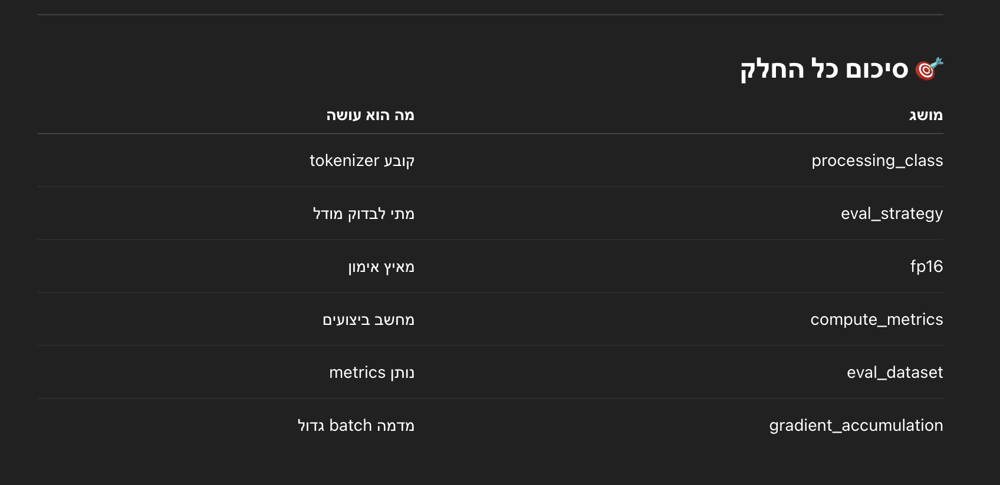 🎯 סיכום כל החלק
מושג מה הוא עושה
processing_class קובע tokenizer
eval_strategy מתי לבדוק מודל
fp16 מאיץ אימון
compute_metrics מחשב ביצועים
eval_dataset נותן metrics
gradient_accumulation מדמה batch גדול